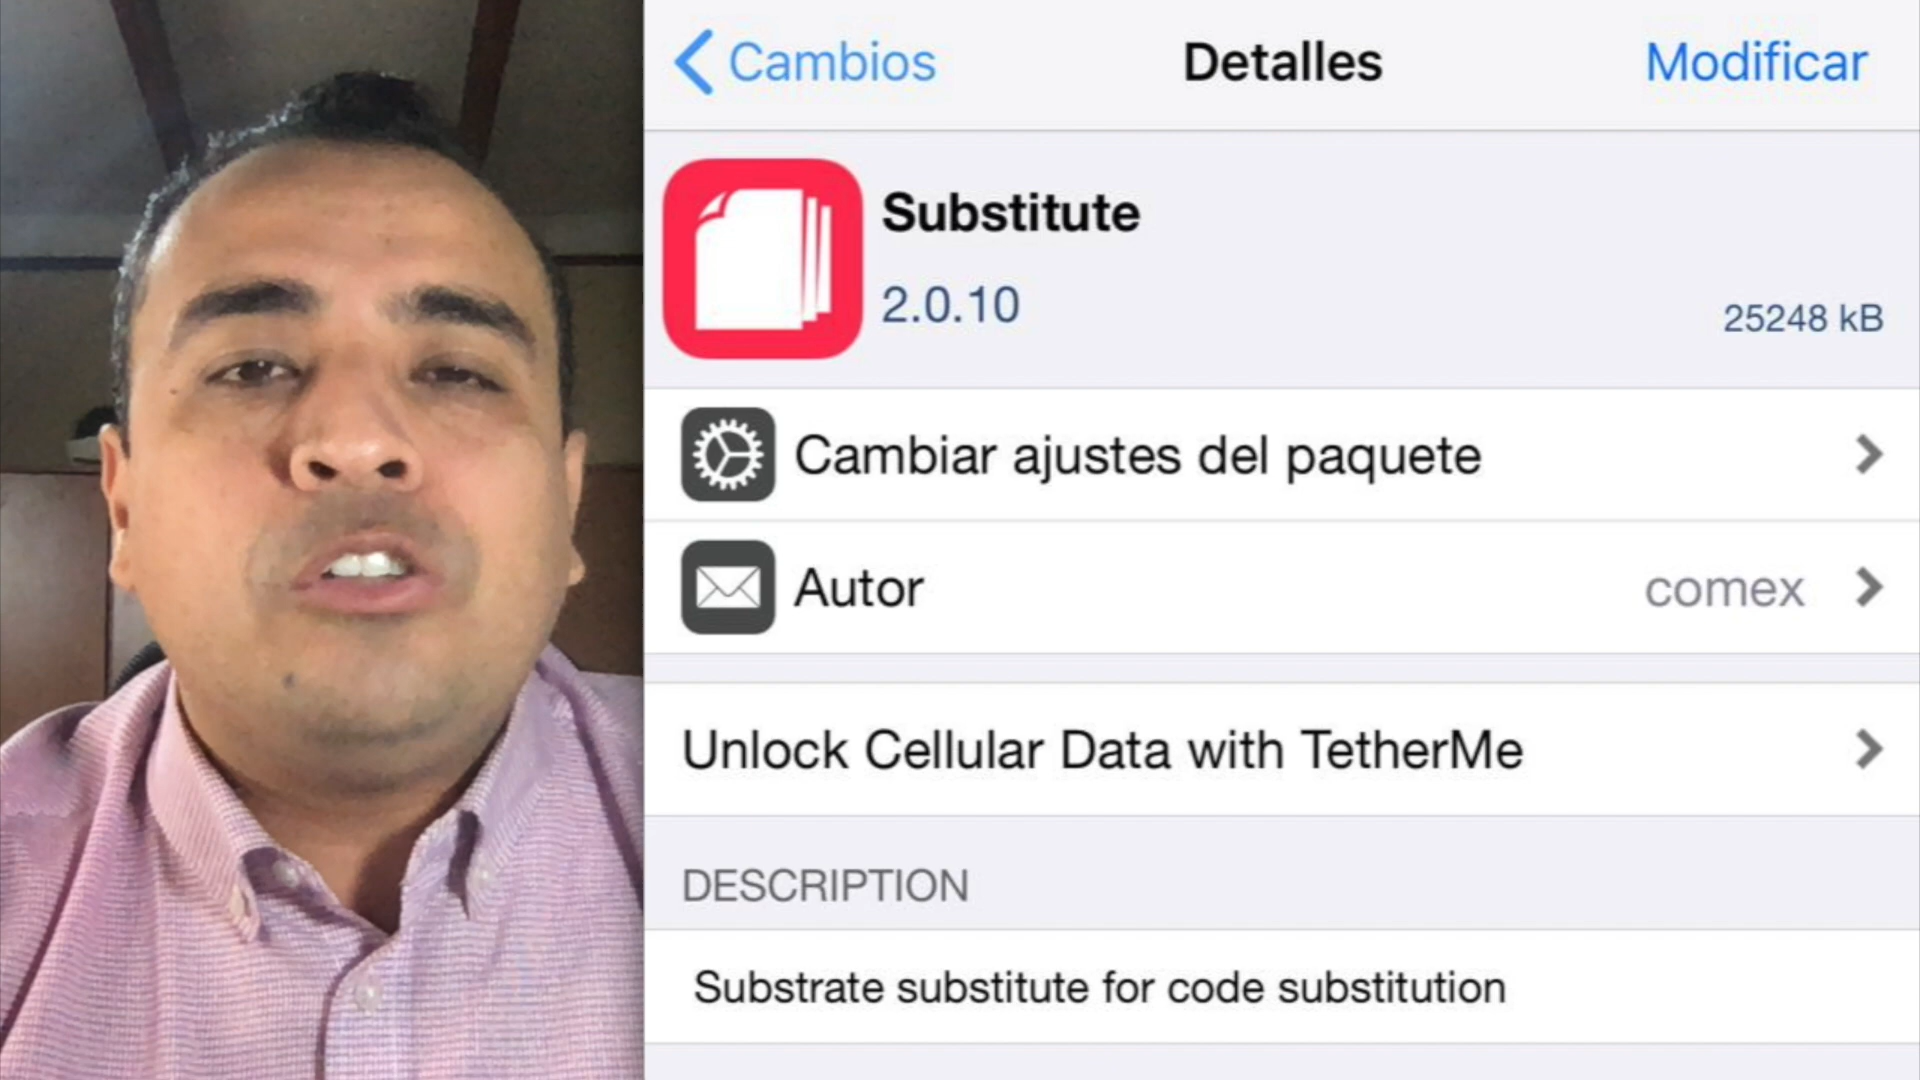 Cambios
Detalles
Modificar
Substitute
2.0.10
25248 kB
Cambiar ajustes del paquete
Autor
comex
Unlock Cellular Data with TetherMe
DESCRIPTION
Substrate substitute for code substitution